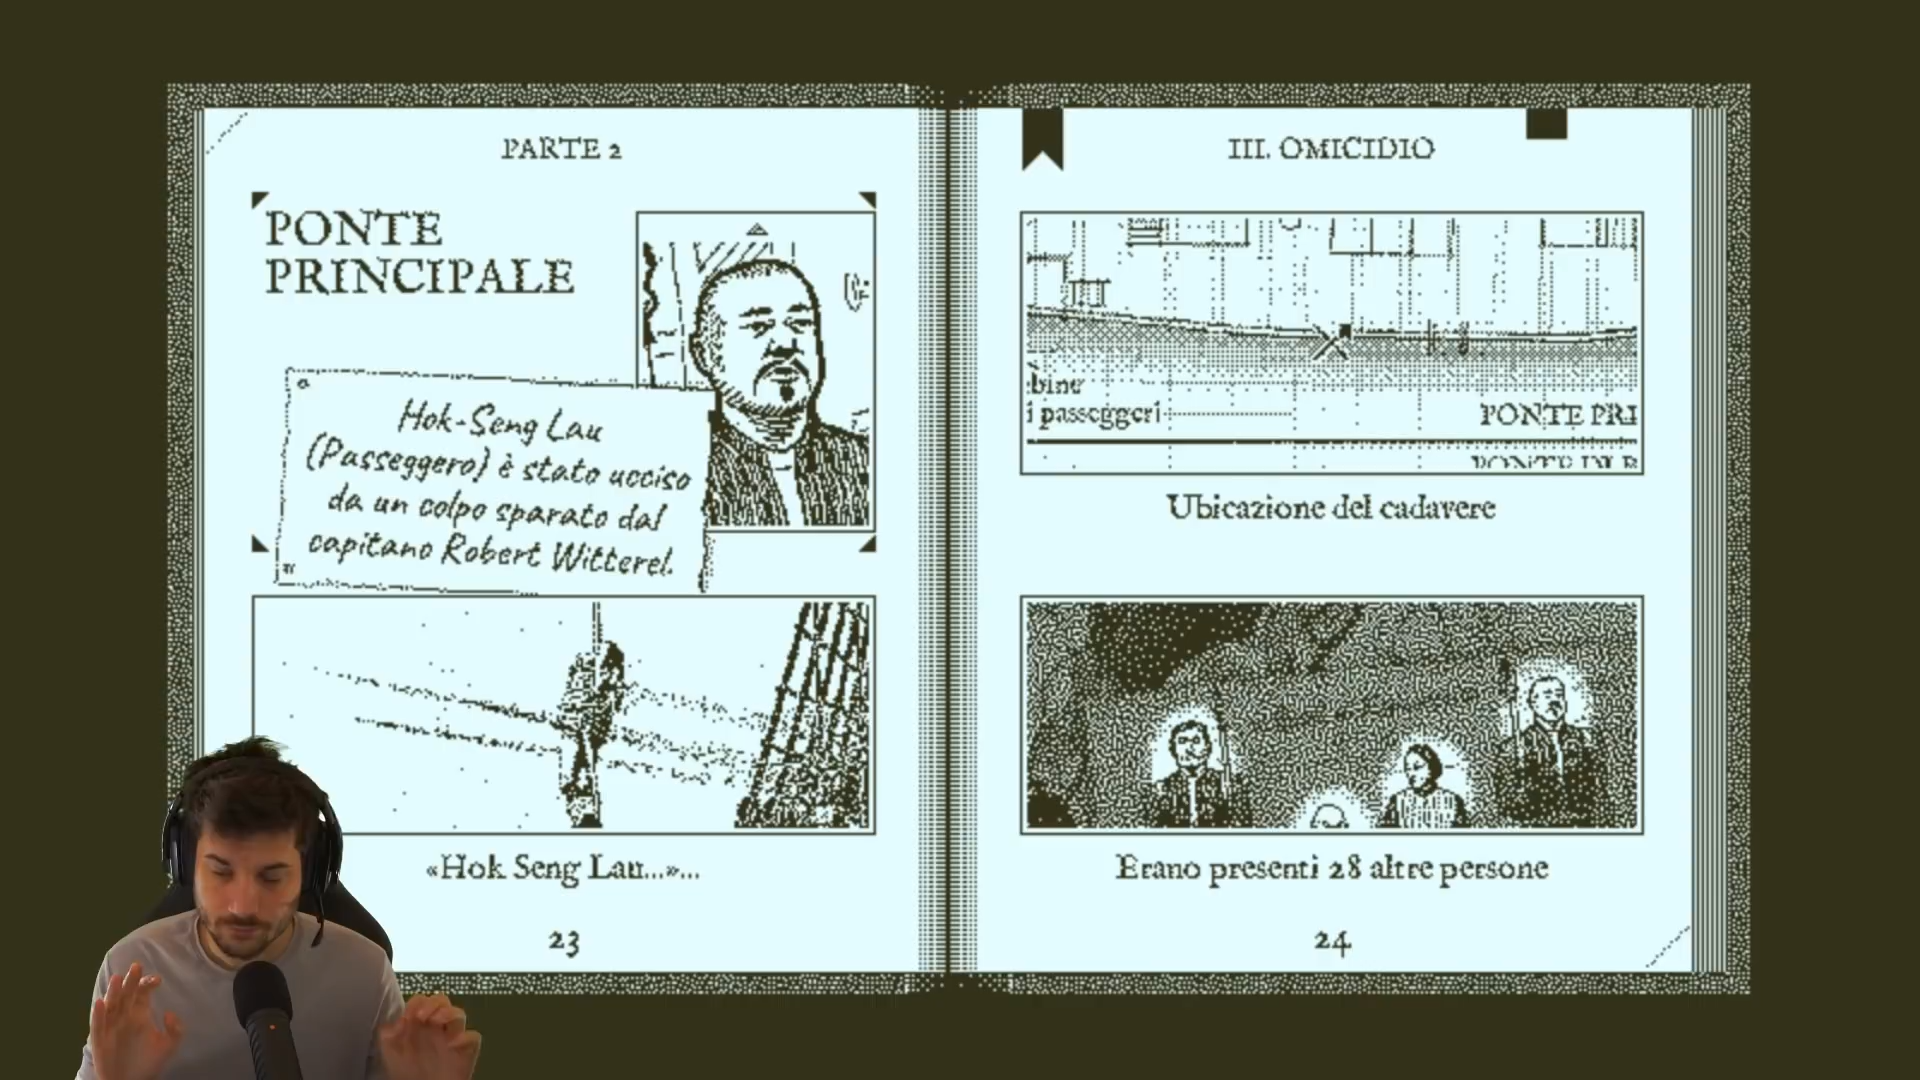 PARTE 2
PONTE
PRINCIPALE
Hok-Seng Lau
(Passeggero) è stato ucciso
da un colpo sparato dal
capitano Robert Witterel.
«Hok Seng Lau...»...
23
III. OMICIDIO
bine
i passeggeri
PONTE PRI
Ubicazione del cadavere
Erano presenti 28 altre persone
24